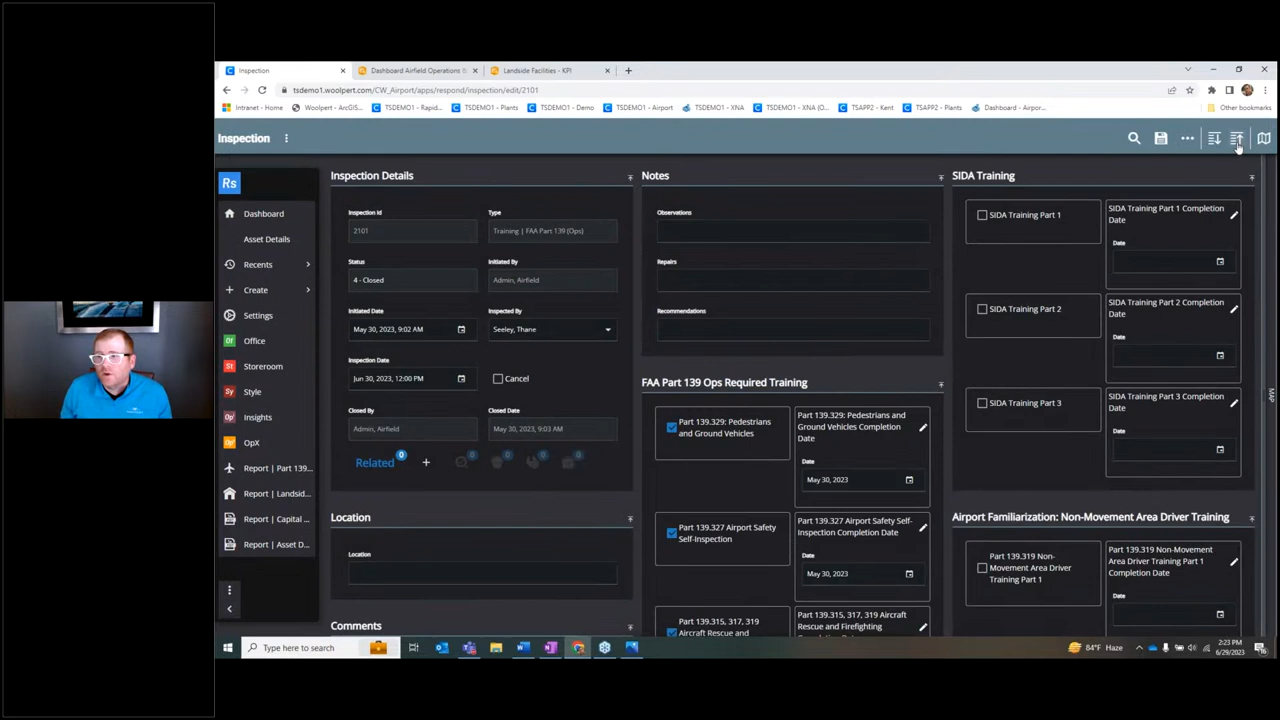 Inspection
Dashboard Airfield Operations
Landside Facilities - KPI
tsdemo1.woolpert.com/CW_Airport/apps/respond/inspection/edit/2101
Intranet - Home
Woolpert - ArcGIS...
TSDEMO1 - Rapid...
TSDEMO1 - Plants
TSDEMO1 - Demo
TSDEMO1 - Airport
TSDEMO1 - XNA
TSDEMO1 - XNA (O...
TSAPP2 - Kent
TSAPP2 - Plants
Dashboard - Airpor...
Other bookmarks
Inspection
Rs
Dashboard
Asset Details
Recents
Create
Settings
Of
Office
St
Storeroom
Sy
Style
Insights
OpX
Report | Part 139...
Report | Landsid...
Report | Capital ...
Report | Asset D...
Inspection Details
Inspection Id
2101
Type
Training | FAA Part 139 (Ops)
Status
4 - Closed
Initiated By
Admin, Airfield
Initiated Date
May 30, 2023, 9:02 AM
Inspected By
Seeley, Thane
Inspection Date
Jun 30, 2023, 12:00 PM
Cancel
Closed By
Admin, Airfield
Closed Date
May 30, 2023, 9:03 AM
Related
0
0
0
0
0
Location
Location
Comments
Notes
Observations
Repairs
Recommendations
FAA Part 139 Ops Required Training
Part 139.329: Pedestrians
and Ground Vehicles
Part 139.329: Pedestrians and
Ground Vehicles Completion
Date
Date
May 30, 2023
Part 139.327 Airport Safety
Self-Inspection
Part 139.327 Airport Safety Self-
Inspection Completion Date
Date
May 30, 2023
Part 139.315, 317, 319
Aircraft Rescue and
Part 139.315, 317, 319 Aircraft
Rescue and Firefighting
SIDA Training
SIDA Training Part 1
SIDA Training Part 1 Completion
Date
Date
SIDA Training Part 2
SIDA Training Part 2 Completion
Date
Date
SIDA Training Part 3
SIDA Training Part 3 Completion
Date
Date
Airport Familiarization: Non-Movement Area Driver Training
Part 139.319 Non-
Movement Area Driver
Training Part 1
Part 139.319 Non-Movement
Area Driver Training Part 1
Completion Date
Date
MAP
Type here to search
84°F Haze
2:23 PM
6/29/2023